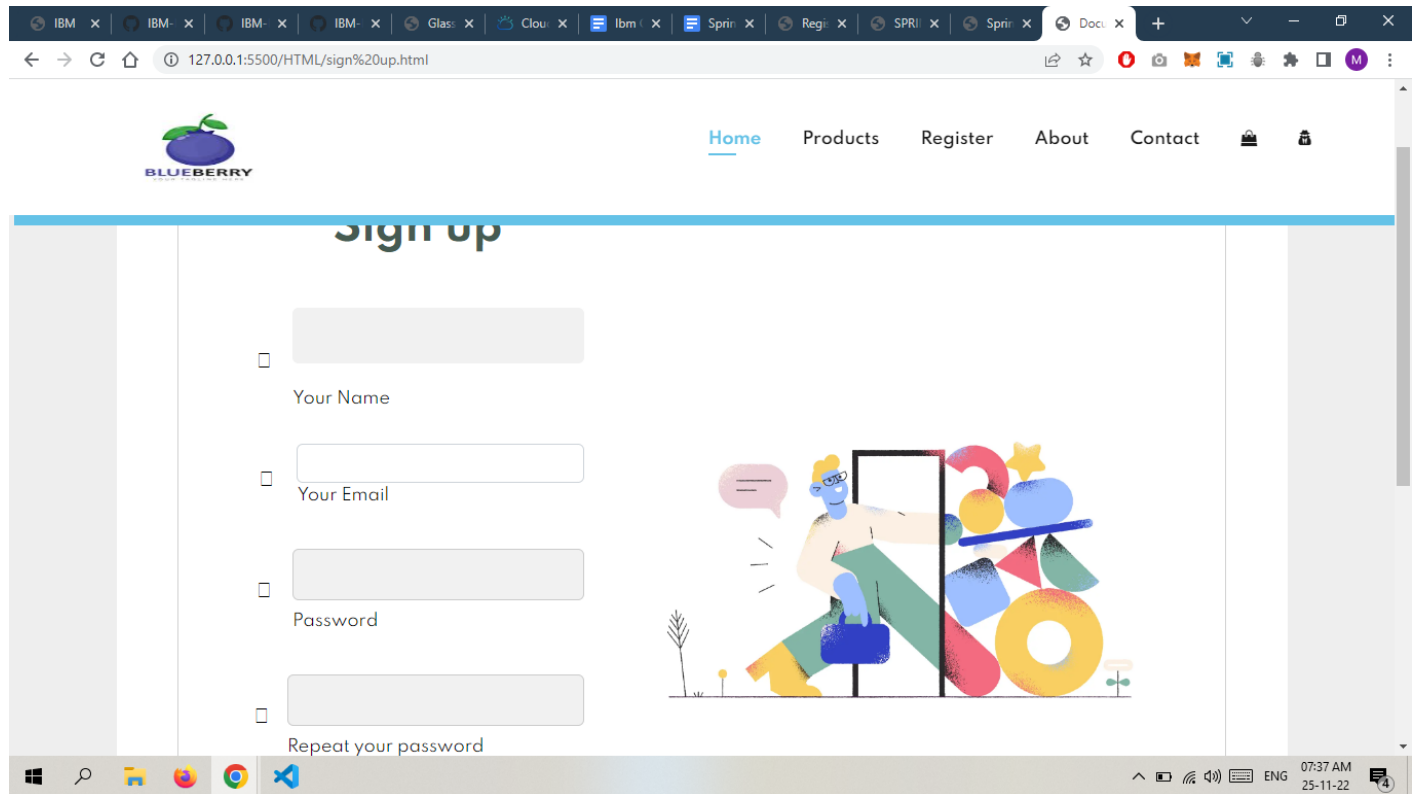 IBM IBM- IBM- IBM- Glass Clou Ibm C Sprin Regis SPRI Sprin Docu
127.0.0.1:5500/HTML/sign%20up.html
M
Home Products Register About Contact
BLUEBERRY
Sign up
Your Name
Your Email
Password
Repeat your password
ENG 07:37 AM
25-11-22
4